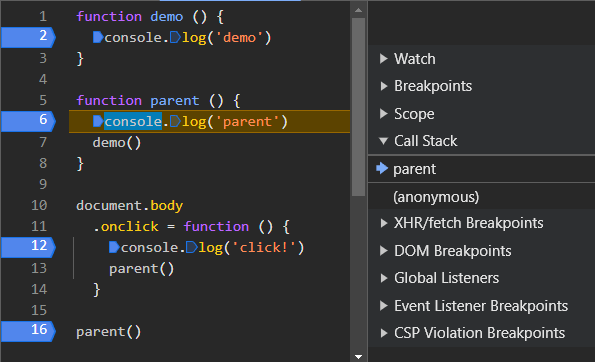 1 function demo () {
2 console.log('demo')
3 }
4
5 function parent () {
6 console.log('parent')
7 demo()
8 }
9
10 document.body
11 .onclick = function () {
12 console.log('click!')
13 parent()
14 }
15
16 parent()
Watch
Breakpoints
Scope
Call Stack
parent
(anonymous)
XHR/fetch Breakpoints
DOM Breakpoints
Global Listeners
Event Listener Breakpoints
CSP Violation Breakpoints